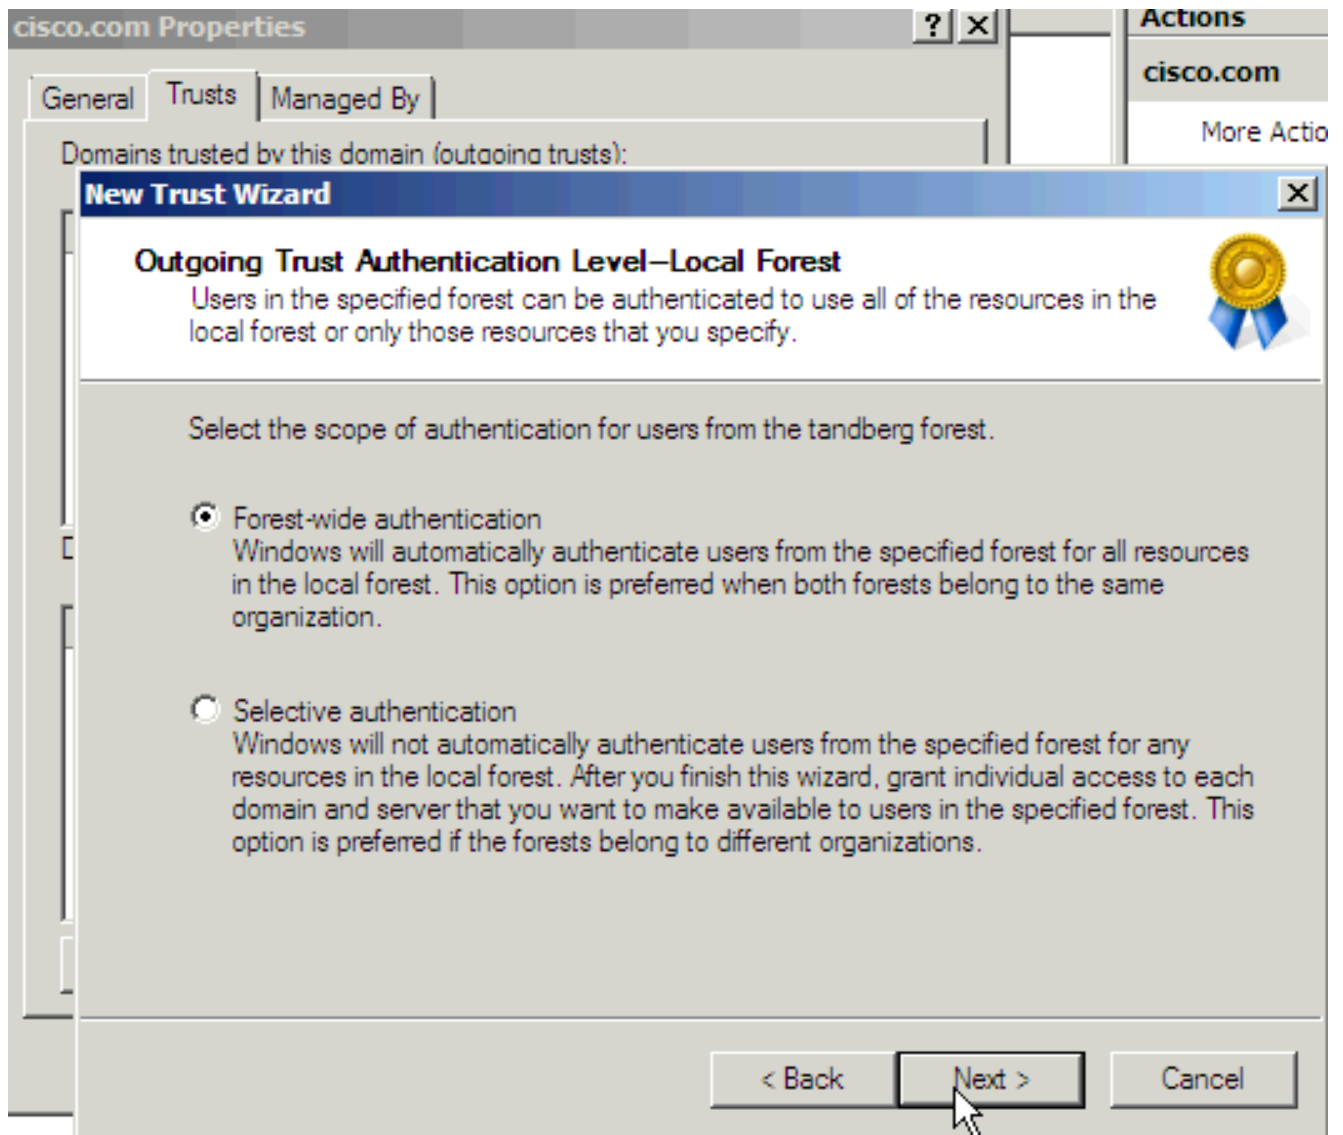 cisco.com Properties
Actions
cisco.com
More Actio
General
Trusts
Managed By
Domains trusted by this domain (outgoing trusts):
New Trust Wizard
Outgoing Trust Authentication Level–Local Forest
Users in the specified forest can be authenticated to use all of the resources in the
local forest or only those resources that you specify.
Select the scope of authentication for users from the tandberg forest.
Forest-wide authentication
Windows will automatically authenticate users from the specified forest for all resources
in the local forest. This option is preferred when both forests belong to the same
organization.
Selective authentication
Windows will not automatically authenticate users from the specified forest for any
resources in the local forest. After you finish this wizard, grant individual access to each
domain and server that you want to make available to users in the specified forest. This
option is preferred if the forests belong to different organizations.
< Back
Next >
Cancel